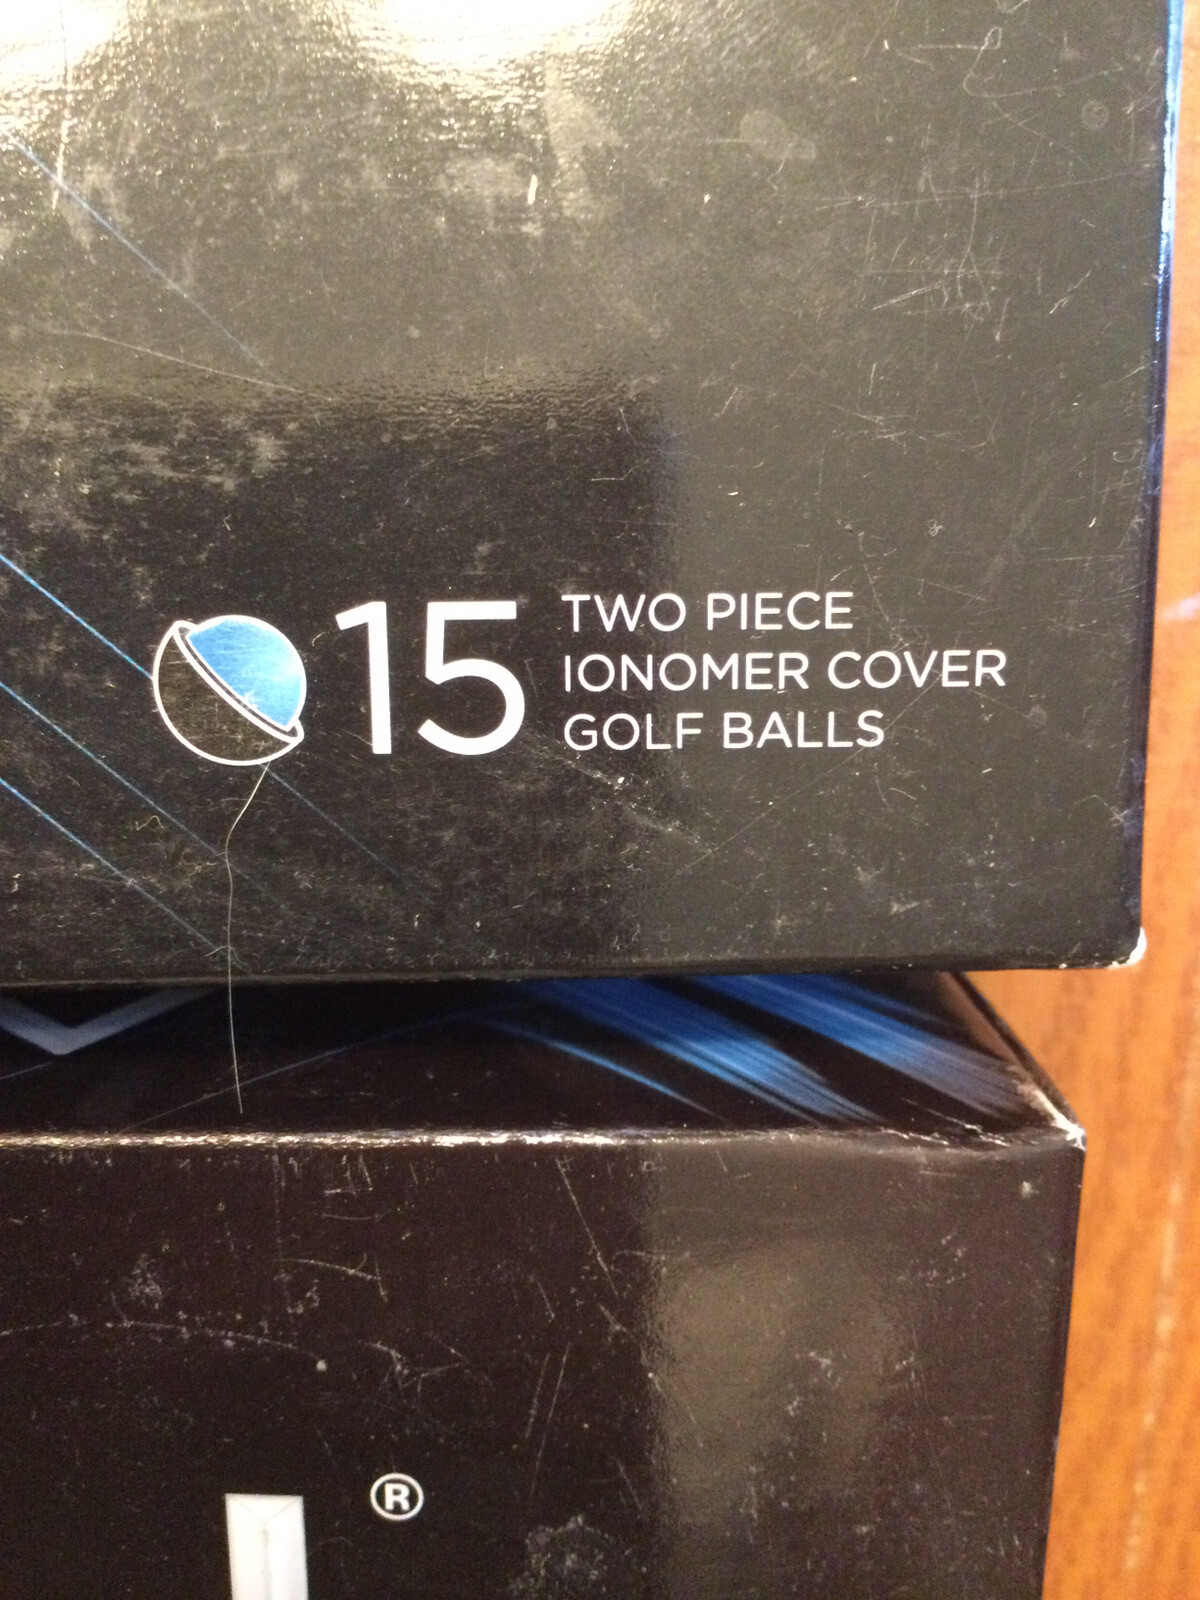 15 TWO PIECE
IONOMER COVER
GOLF BALLS
®